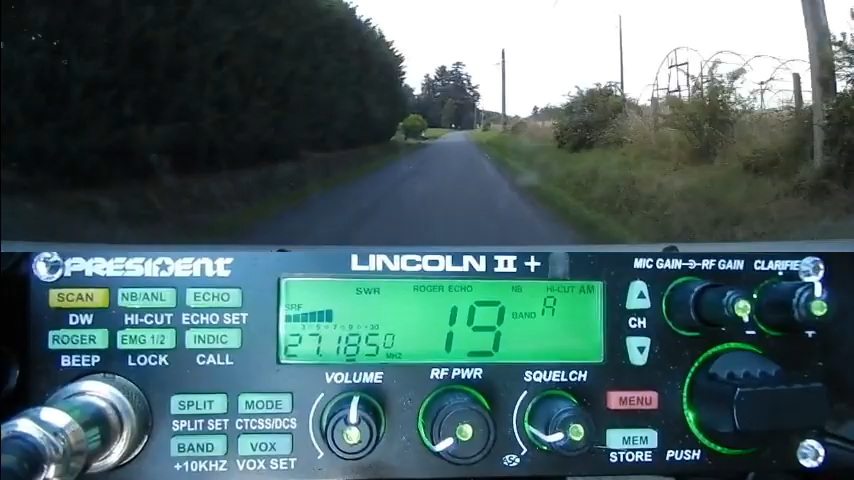 PRESIDENT
LINCOLN II +
MIC GAIN RF GAIN CLARIFIER
SCAN NB/ANL ECHO
DW HI-CUT ECHO SET
ROGER EMG 1/2 INDIC
BEEP LOCK CALL
SWR ROGER ECHO NB HI-CUT AM
SRF
27.1850 MHZ
19
BAND A
CH
VOLUME RF PWR SQUELCH
SPLIT MODE
SPLIT SET CTCSS/DCS
BAND VOX
+10KHZ VOX SET
ASC
MENU
MEM
STORE PUSH